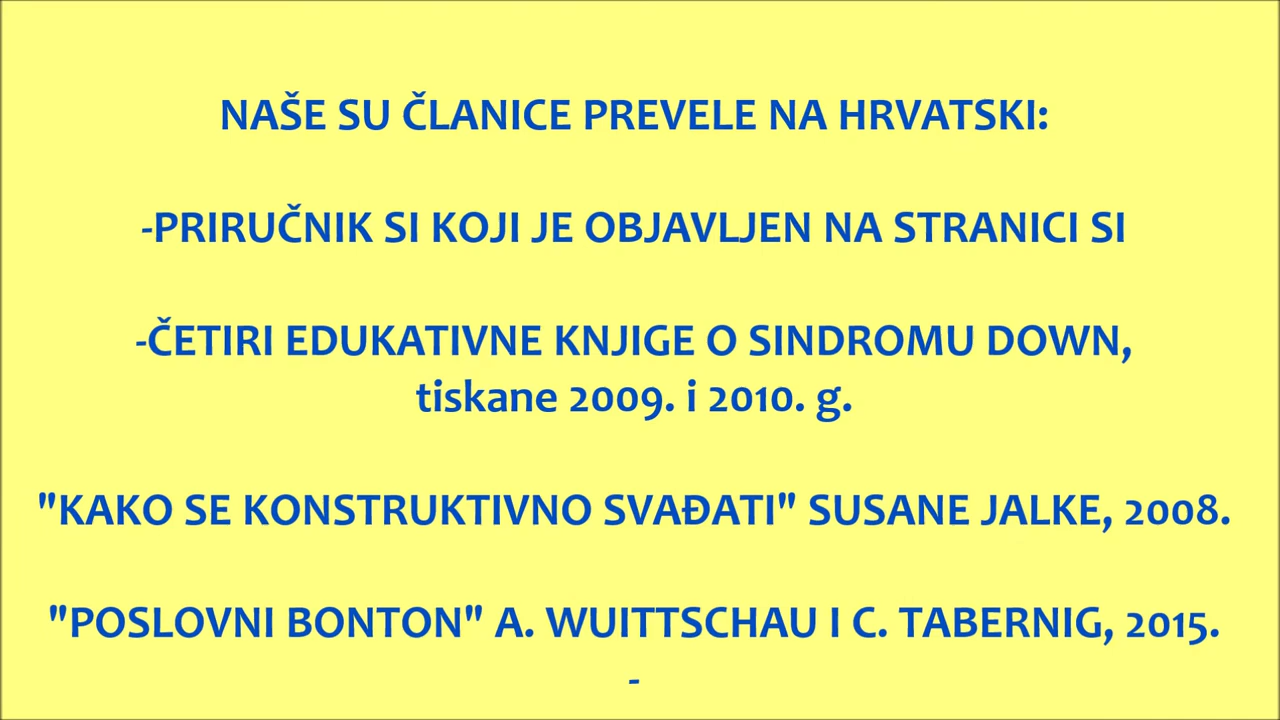 NAŠE SU ČLANICE PREVELE NA HRVATSKI:
-PRIRUČNIK SI KOJI JE OBJAVLJEN NA STRANICI SI
-ČETIRI EDUKATIVNE KNJIGE O SINDROMU DOWN,
tiskane 2009. i 2010. g.
"KAKO SE KONSTRUKTIVNO SVAĐATI" SUSANE JALKE, 2008.
"POSLOVNI BONTON" A. WUITTSCHAU I C. TABERNIG, 2015.
-